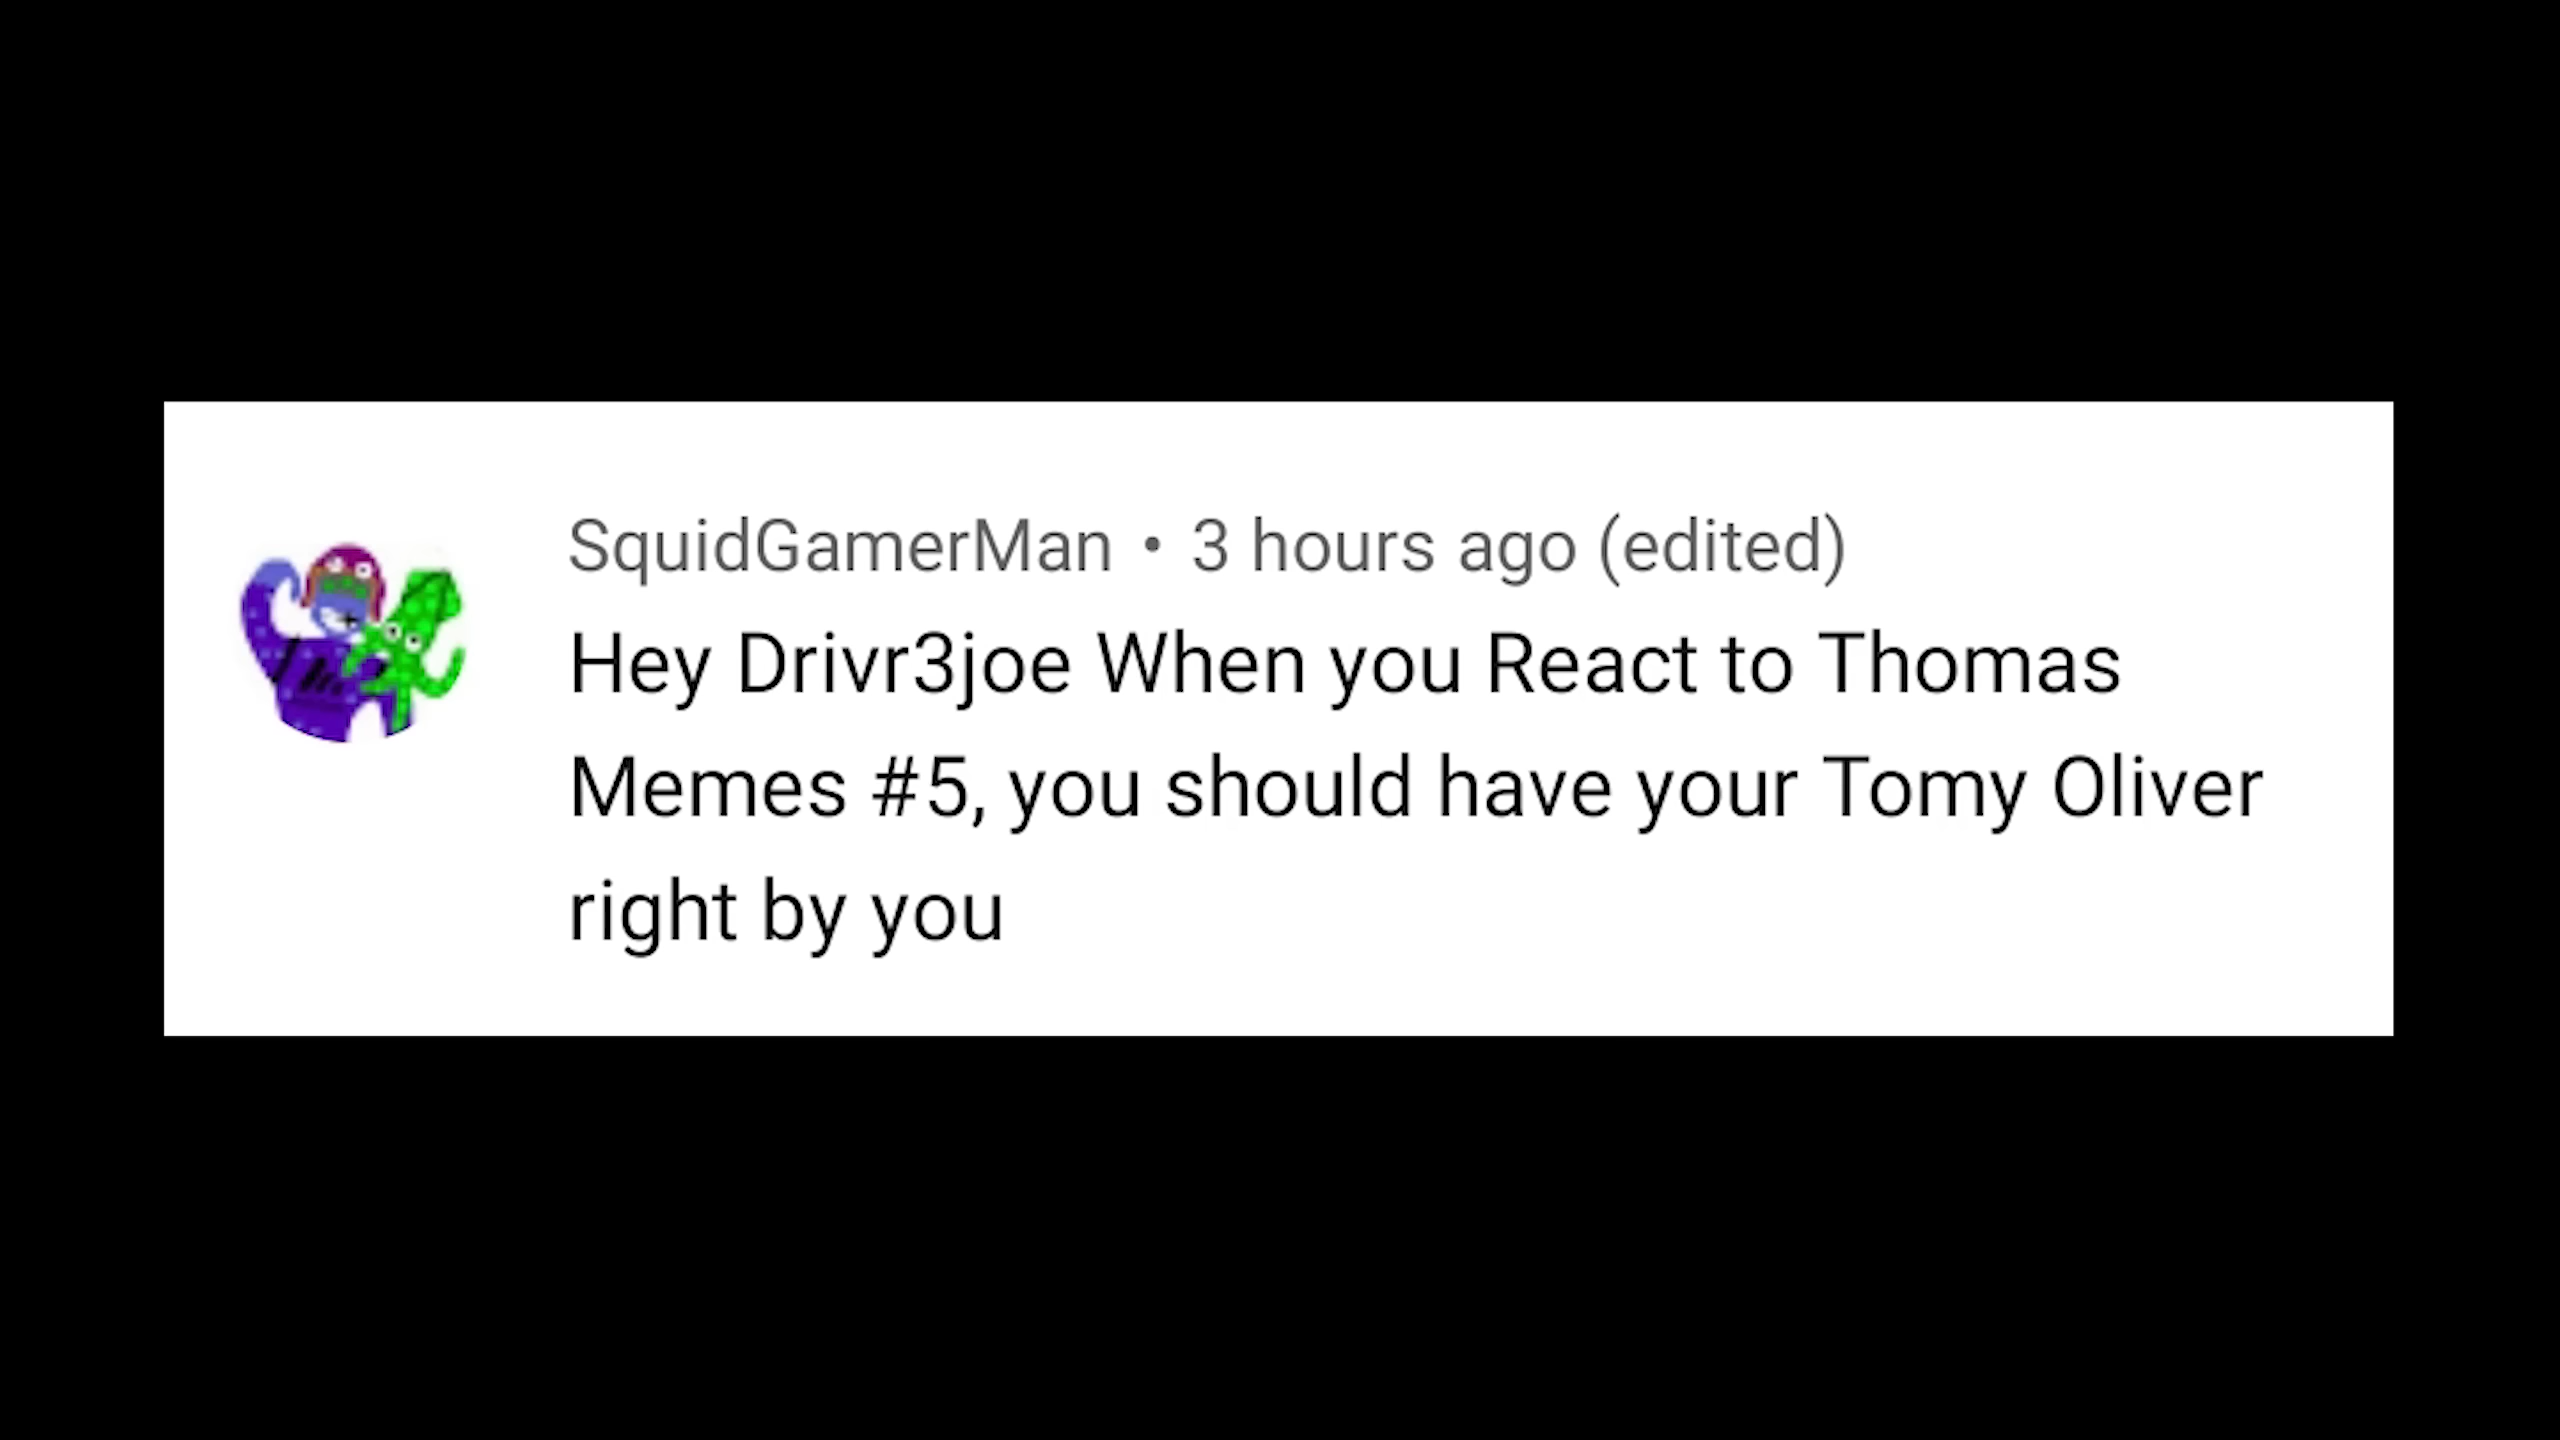 SquidGamerMan • 3 hours ago (edited)
Hey Drivr3joe When you React to Thomas
Memes #5, you should have your Tomy Oliver
right by you